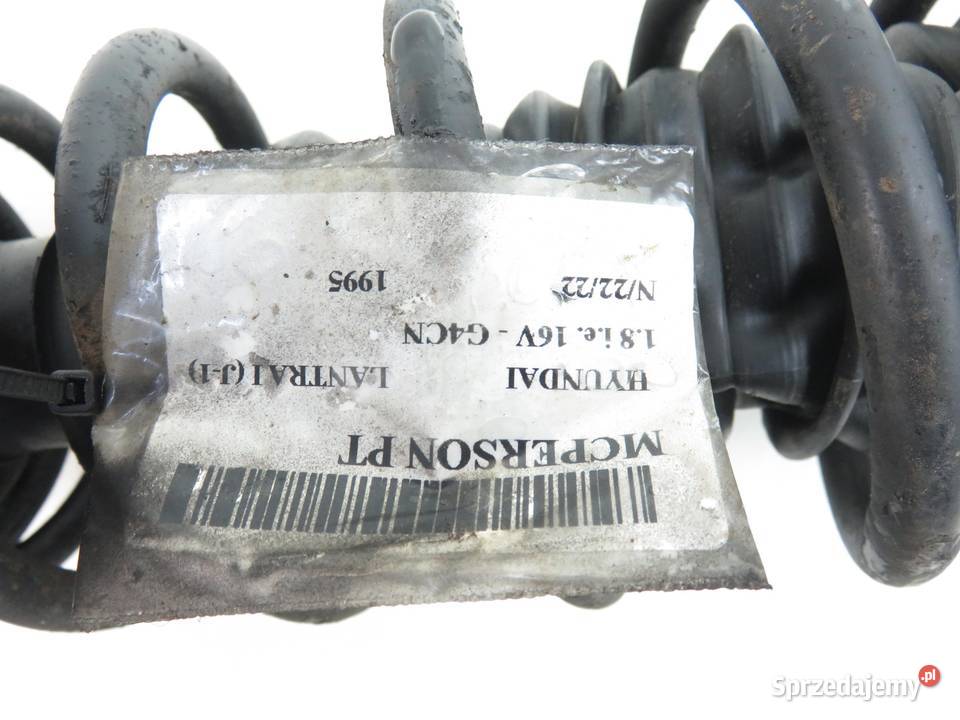 MCPERSON PT
HYUNDAI LANTRA I (J-1)
1.8 i.e. 16V - G4CN
N/22/22 1995
Sprzedajemy.pl